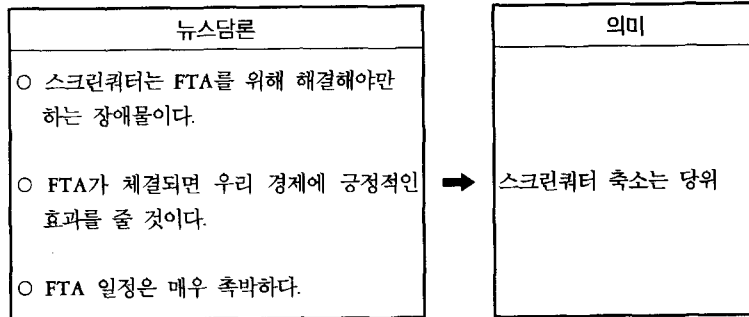 뉴스담론
○ 스크린쿼터는 FTA를 위해 해결해야만
하는 장애물이다.
○ FTA가 체결되면 우리 경제에 긍정적인
효과를 줄 것이다.
○ FTA 일정은 매우 촉박하다.
의미
스크린쿼터 축소는 당위